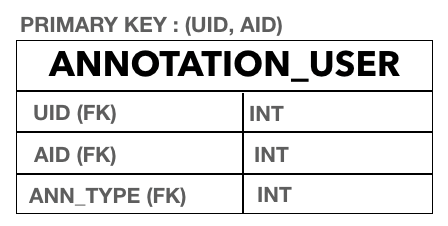 PRIMARY KEY : (UID, AID)
ANNOTATION_USER
UID (FK) INT
AID (FK) INT
ANN_TYPE (FK) INT